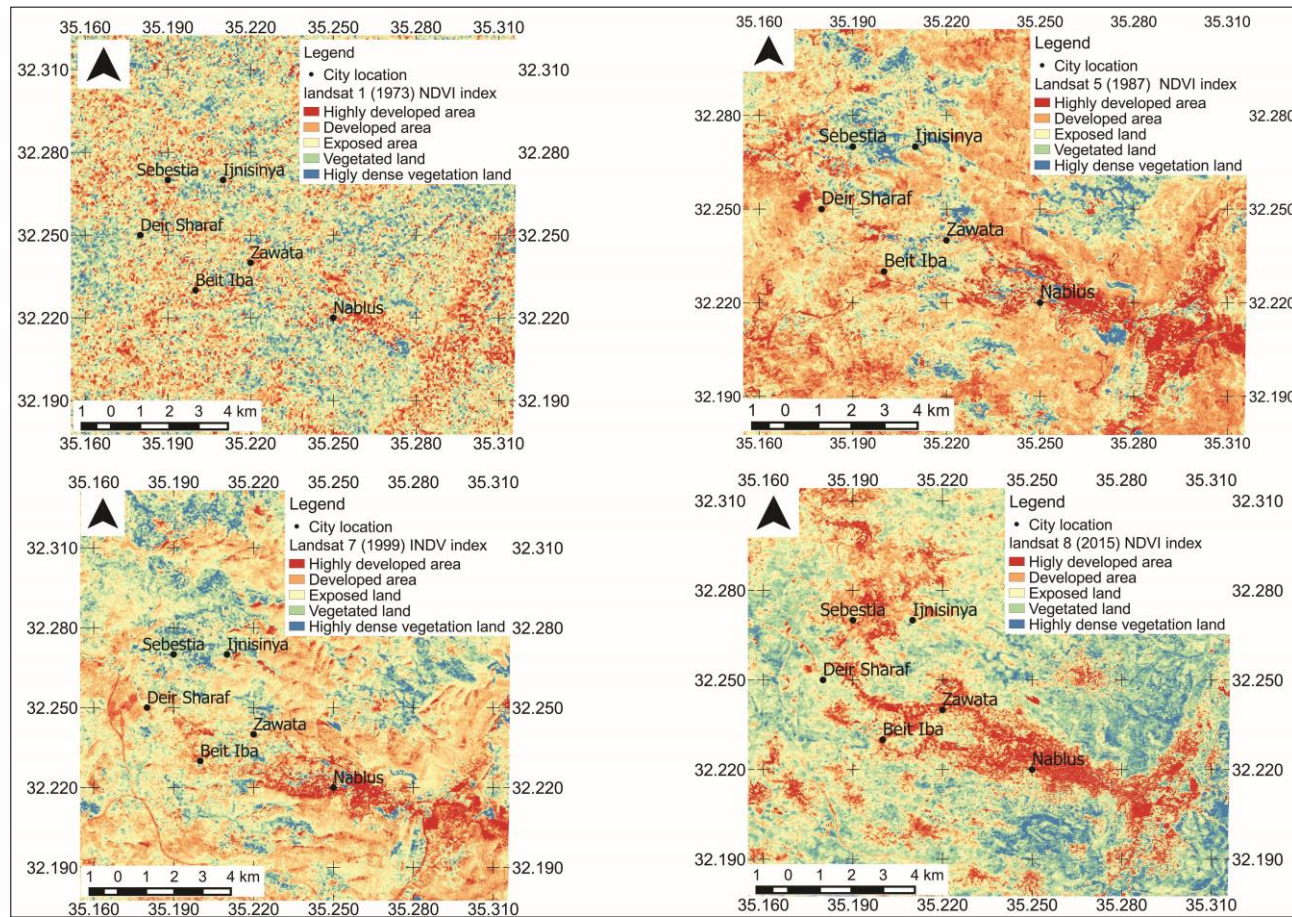 35.160 35.190 35.220 35.250 35.280 35.310
32.310
Legend
City location
landsat 1 (1973) NDVI index
Highly developed area
Developed area
Exposed area
Vegetated land
Higly dense vegetation land
32.310
32.280
Sebestia
Ijnisinya
32.280
32.250
Deir Sharaf
Zawata
32.250
Beit Iba
32.220
Nablus
32.220
32.190
32.190
1 0 1 2 3 4 km
35.160 35.190 35.220 35.250 35.280 35.310
35.160 35.190 35.220 35.250 35.280 35.310
Legend
City location
Landsat 5 (1987) NDVI index
Highly developed area
Developed area
Exposed land
Vegetated land
Higly dense vegetation land
32.280
Sebestia
Ijnisinya
32.280
32.250
Deir Sharaf
Zawata
32.250
Beit Iba
32.220
Nablus
32.220
32.190
32.190
1 0 1 2 3 4 km
35.160 35.190 35.220 35.250 35.280 35.310
35.160 35.190 35.220 35.250 35.280 35.310
Legend
City location
Landsat 7 (1999) INDV index
Highly developed area
Developed area
Exposed land
Vegetated land
Highly dense vegetation land
32.310
32.310
32.280
Sebestia
Ijnisinya
32.280
32.250
Deir Sharaf
Zawata
32.250
Beit Iba
32.220
Nablus
32.220
32.190
32.190
1 0 1 2 3 4 km
35.160 35.190 35.220 35.250 35.280 35.310
35.160 35.190 35.220 35.250 35.280 35.310
32.310
Legend
City location
landsat 8 (2015) NDVI index
Higly developed area
Developed area
Exposed land
Vegetated land
Highly dense vegetation land
32.310
32.280
Sebestia
Ijnisinya
32.280
32.250
Deir Sharaf
Zawata
32.250
Beit Iba
32.220
Nablus
32.220
32.190
32.190
1 0 1 2 3 4 km
35.160 35.190 35.220 35.250 35.280 35.310